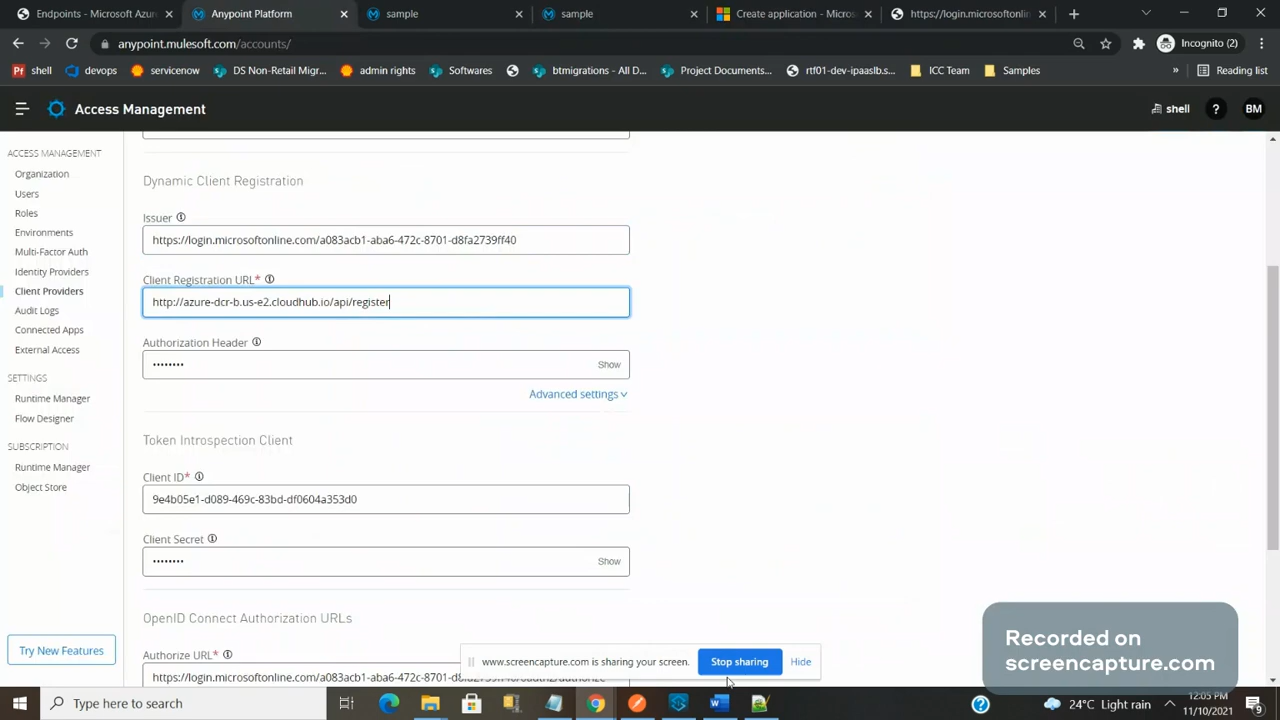 Endpoints - Microsoft Azur
Anypoint Platform
sample
sample
Create application - Micros
https://login.microsoftonlin
anypoint.mulesoft.com/accounts/
Incognito (2)
shell
devops
servicenow
DS Non-Retail Migr...
admin rights
Softwares
btmigrations - All D...
Project Documents...
rtf01-dev-ipaaslb.s...
ICC Team
Samples
»
Reading list
Access Management
shell
?
BM
ACCESS MANAGEMENT
Organization
Users
Roles
Environments
Multi-Factor Auth
Identity Providers
Client Providers
Audit Logs
Connected Apps
External Access
SETTINGS
Runtime Manager
Flow Designer
SUBSCRIPTION
Runtime Manager
Object Store
Try New Features
Dynamic Client Registration
Issuer
https://login.microsoftonline.com/a083acb1-aba6-472c-8701-d8fa2739ff40
Client Registration URL*
http://azure-dcr-b.us-e2.cloudhub.io/api/register
Authorization Header
•••••••• Show
Advanced settings
Token Introspection Client
Client ID*
9e4b05e1-d089-469c-83bd-df0604a353d0
Client Secret
•••••••• Show
OpenID Connect Authorization URLs
Authorize URL*
https://login.microsoftonline.com/a083acb1-aba6-472c-8701-d8fa2739ff40/oauth2/authorize
www.screencapture.com is sharing your screen.
Stop sharing
Hide
Recorded on
screencapture.com
Type here to search
24°C Light rain
12:05 PM
11/10/2021
9